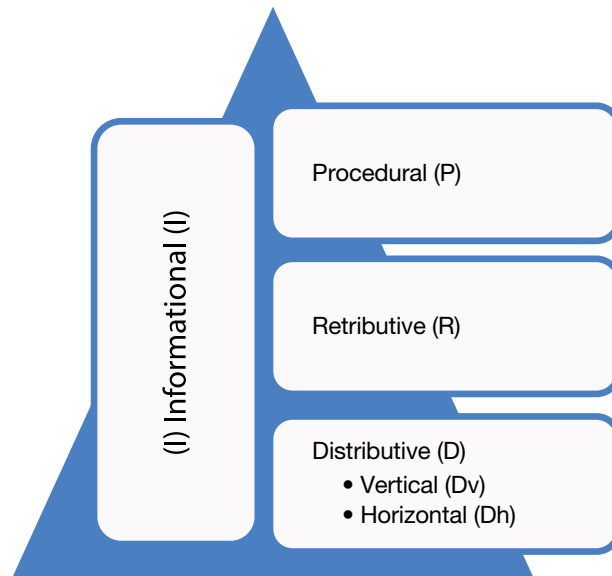 (I) Informational (I)
Procedural (P)
Retributive (R)
Distributive (D)
• Vertical (Dv)
• Horizontal (Dh)